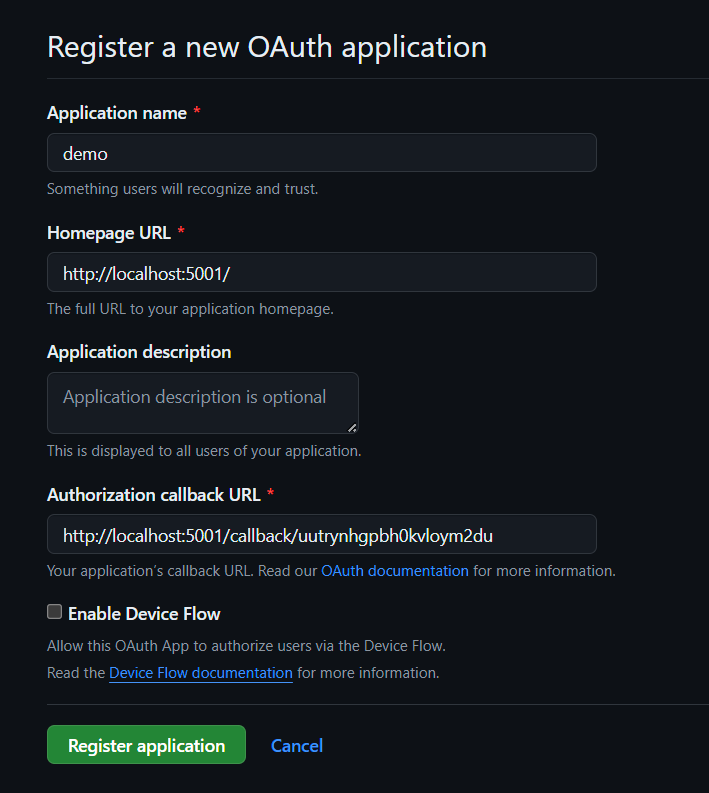 Register a new OAuth application
Application name *
demo
Something users will recognize and trust.
Homepage URL *
http://localhost:5001/
The full URL to your application homepage.
Application description
Application description is optional
This is displayed to all users of your application.
Authorization callback URL *
http://localhost:5001/callback/uutrynhgpbh0kvloym2du
Your application's callback URL. Read our OAuth documentation for more information.
Enable Device Flow
Allow this OAuth App to authorize users via the Device Flow.
Read the Device Flow documentation for more information.
Register application Cancel